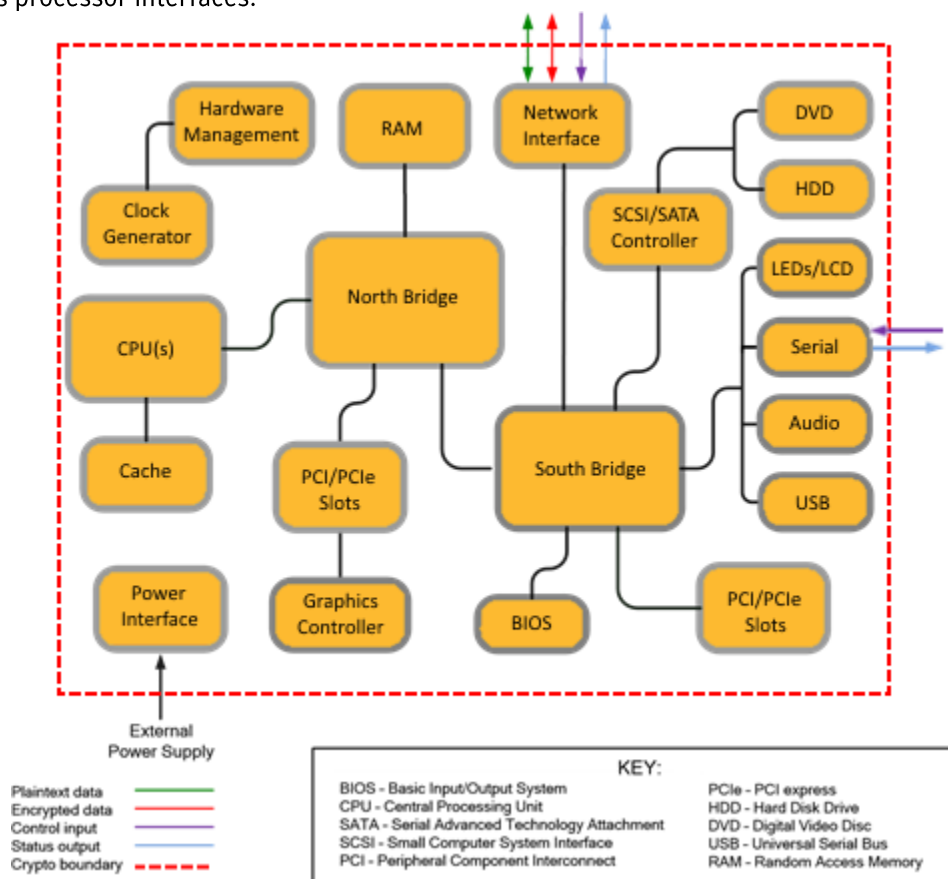 s processor interfaces.
Hardware
Management
RAM
Network
Interface
DVD
HDD
Clock
Generator
SCSI/SATA
Controller
North Bridge
LEDs/LCD
CPU(s)
Serial
Audio
Cache
PCI/PCIe
Slots
South Bridge
USB
Power
Interface
Graphics
Controller
BIOS
PCI/PCIe
Slots
External
Power Supply
Plaintext data
Encrypted data
Control input
Status output
Crypto boundary
KEY:
BIOS - Basic Input/Output System
CPU - Central Processing Unit
SATA - Serial Advanced Technology Attachment
SCSI - Small Computer System Interface
PCI - Peripheral Component Interconnect
PCIe - PCI express
HDD - Hard Disk Drive
DVD - Digital Video Disc
USB - Universal Serial Bus
RAM - Random Access Memory